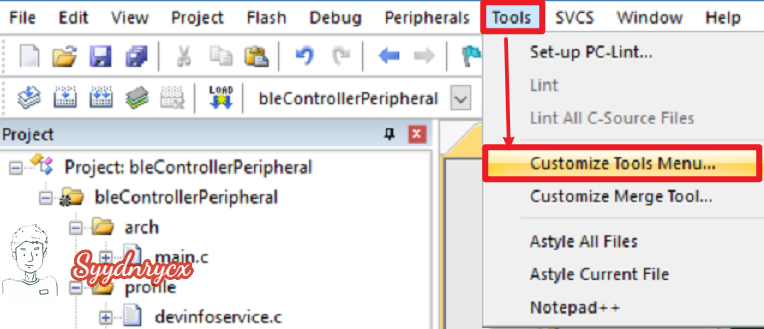 File Edit View Project Flash Debug Peripherals Tools SVCS Window Help
LOAD
bleControllerPeripheral
Project
Project: bleControllerPeripheral
bleControllerPeripheral
arch
main.c
profile
devinfoservice.c
Syydnrycx
Set-up PC-Lint...
Lint
Lint All C-Source Files
Customize Tools Menu...
Customize Merge Tool...
Astyle All Files
Astyle Current File
Notepad++